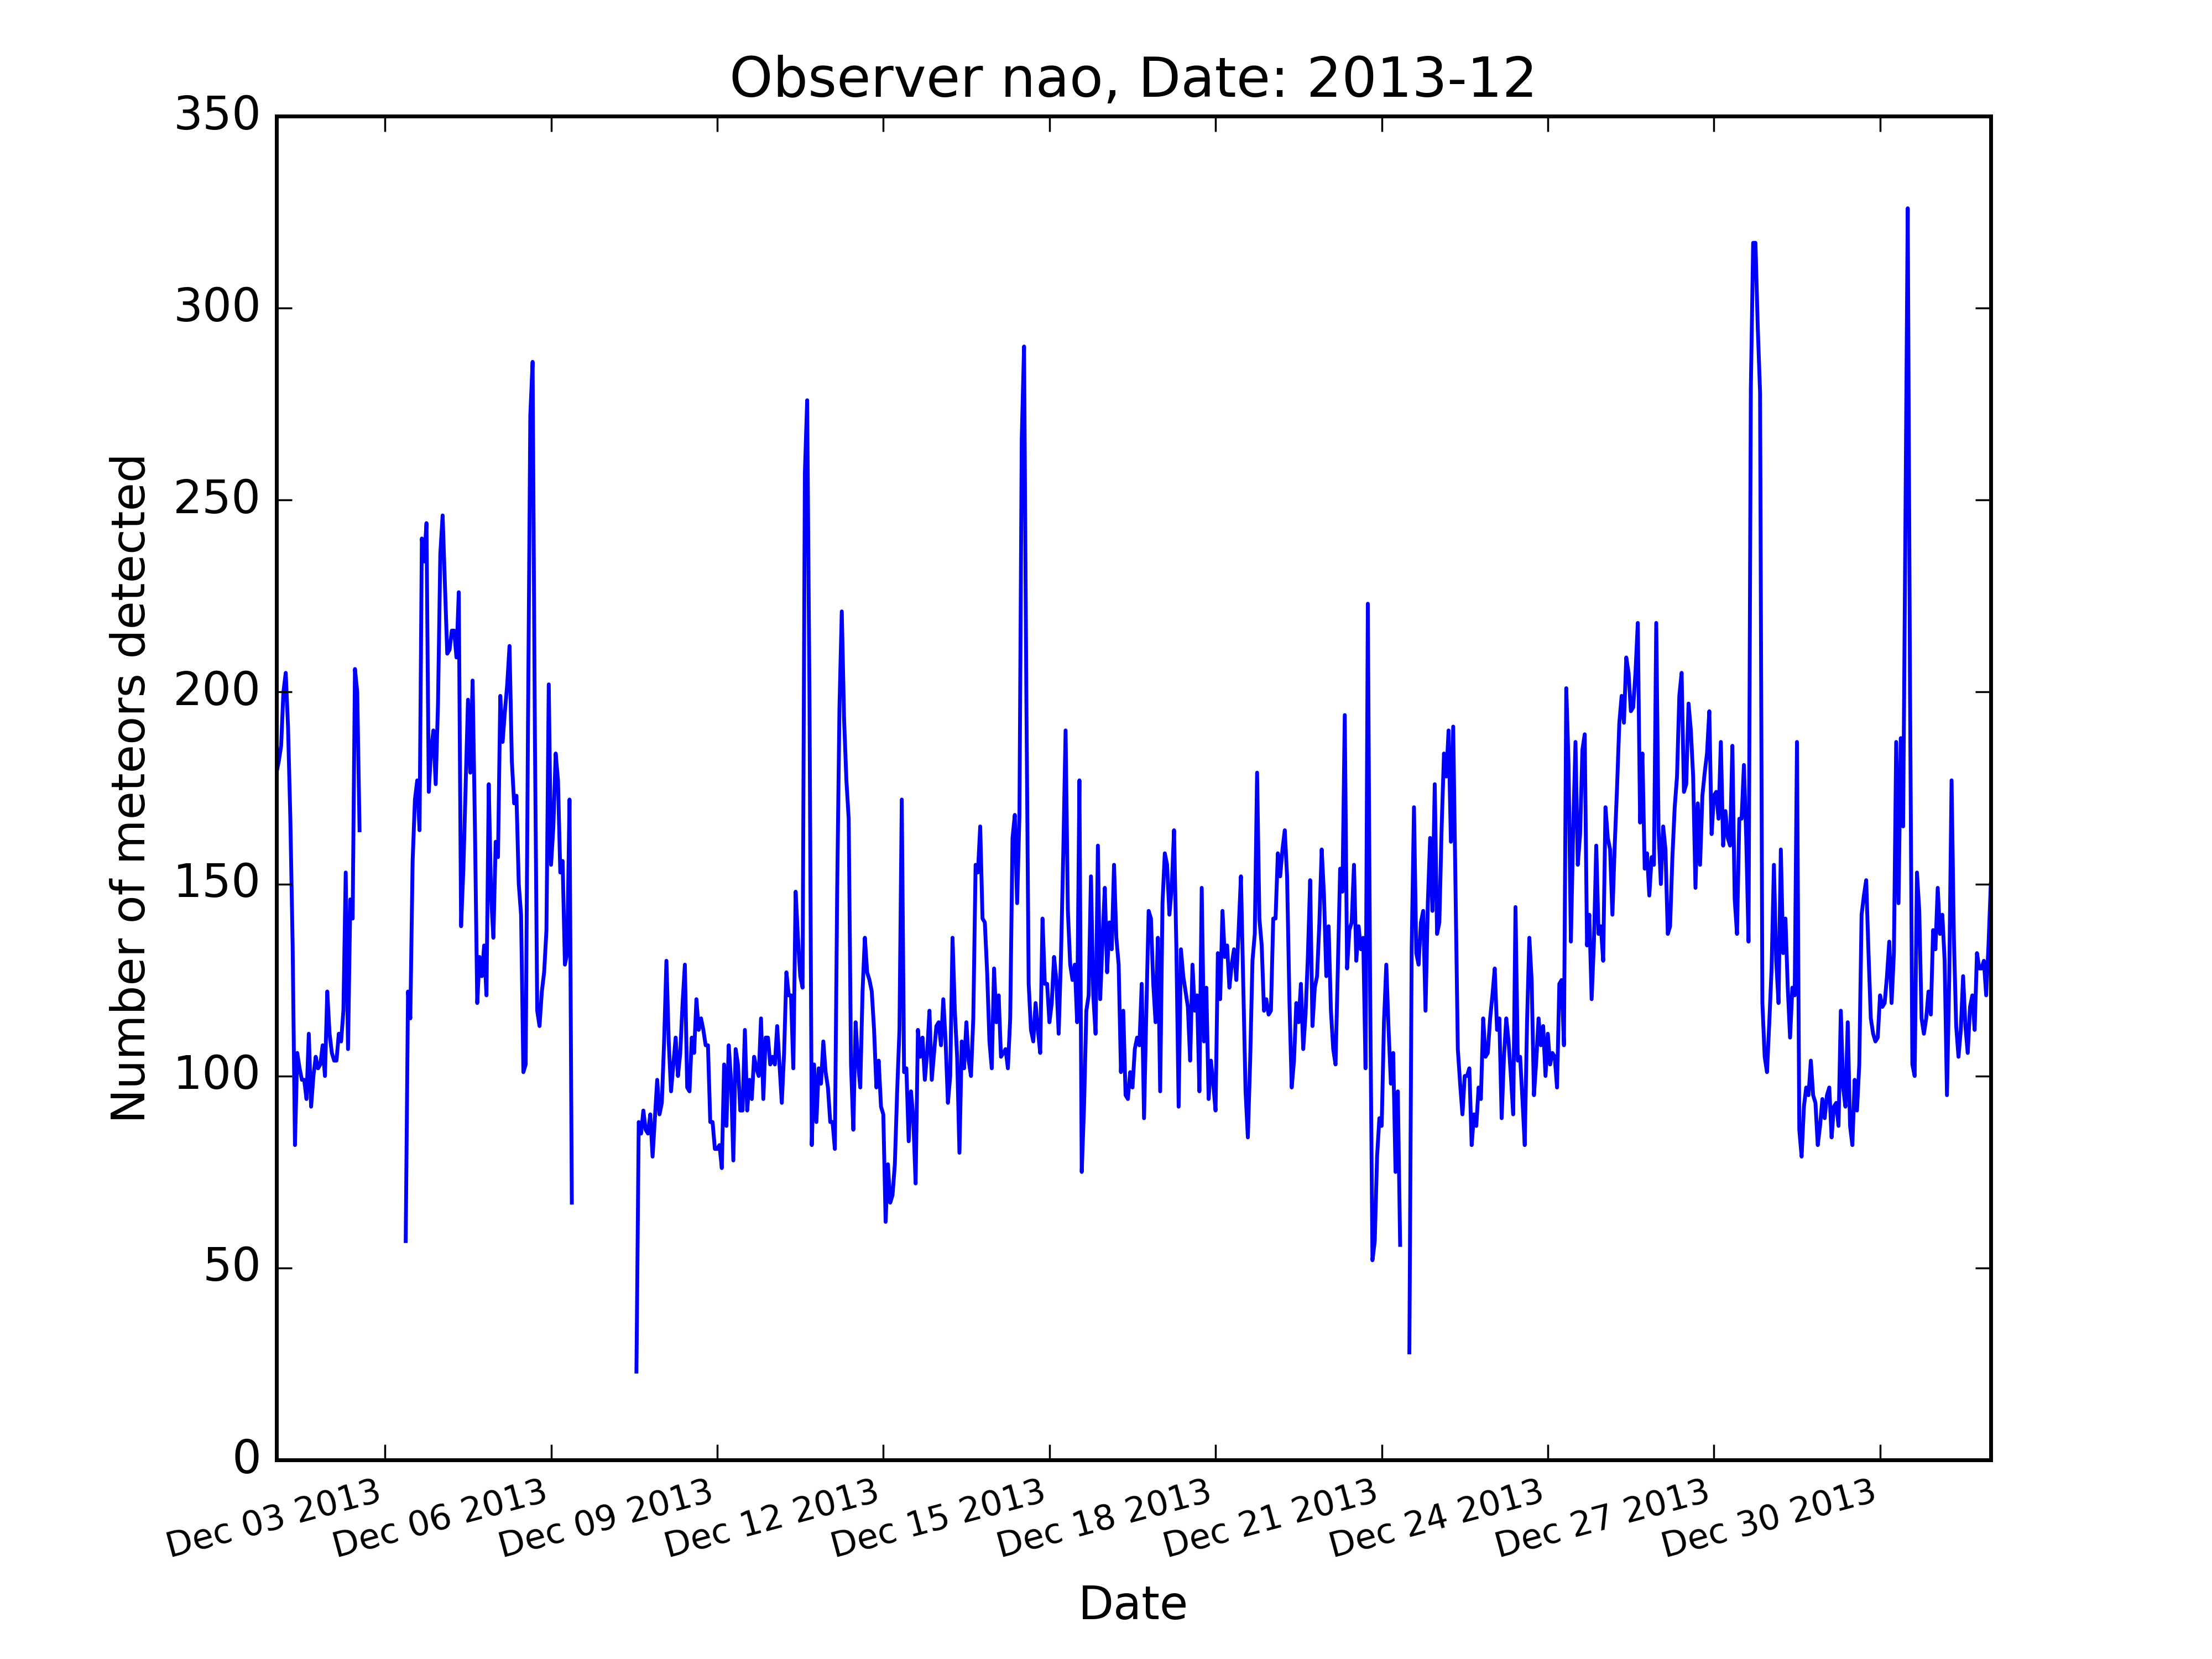 Observer nao, Date: 2013-12
350
300
250
200
150
100
50
0
Number of meteors detected
Dec 03 2013
Dec 06 2013
Dec 09 2013
Dec 12 2013
Dec 15 2013
Dec 18 2013
Dec 21 2013
Dec 24 2013
Dec 27 2013
Dec 30 2013
Date